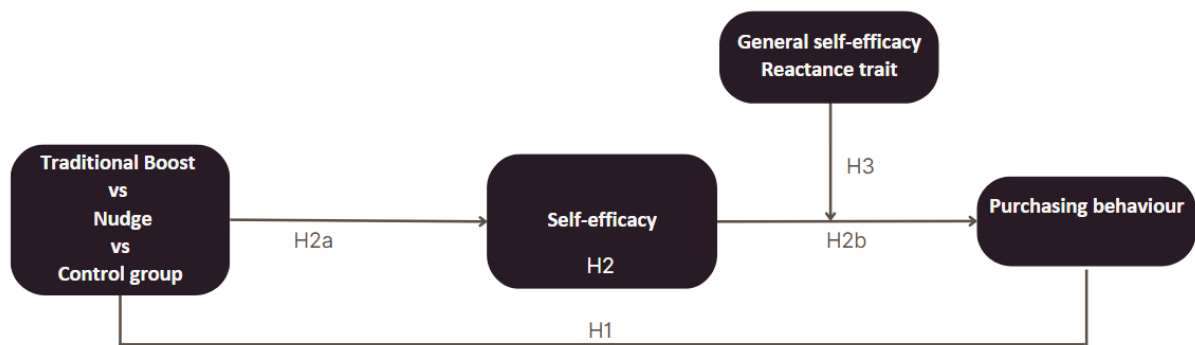 General self-efficacy
Reactance trait
Traditional Boost
vs
Nudge
vs
Control group
H2a
Self-efficacy
H2
H3
H2b
Purchasing behaviour
H1